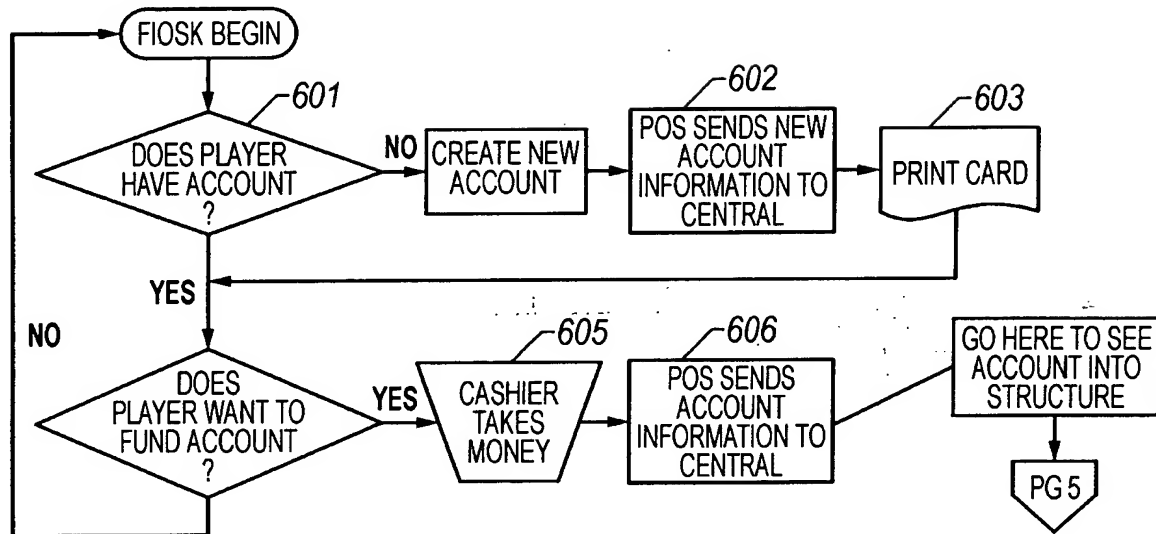 FIOSK BEGIN
601
DOES PLAYER
HAVE ACCOUNT
?
NO
CREATE NEW
ACCOUNT
602
POS SENDS NEW
ACCOUNT
INFORMATION TO
CENTRAL
603
PRINT CARD
YES
NO
DOES
PLAYER WANT TO
FUND ACCOUNT
?
YES
605
CASHIER
TAKES
MONEY
606
POS SENDS
ACCOUNT
INFORMATION TO
CENTRAL
GO HERE TO SEE
ACCOUNT INTO
STRUCTURE
PG 5